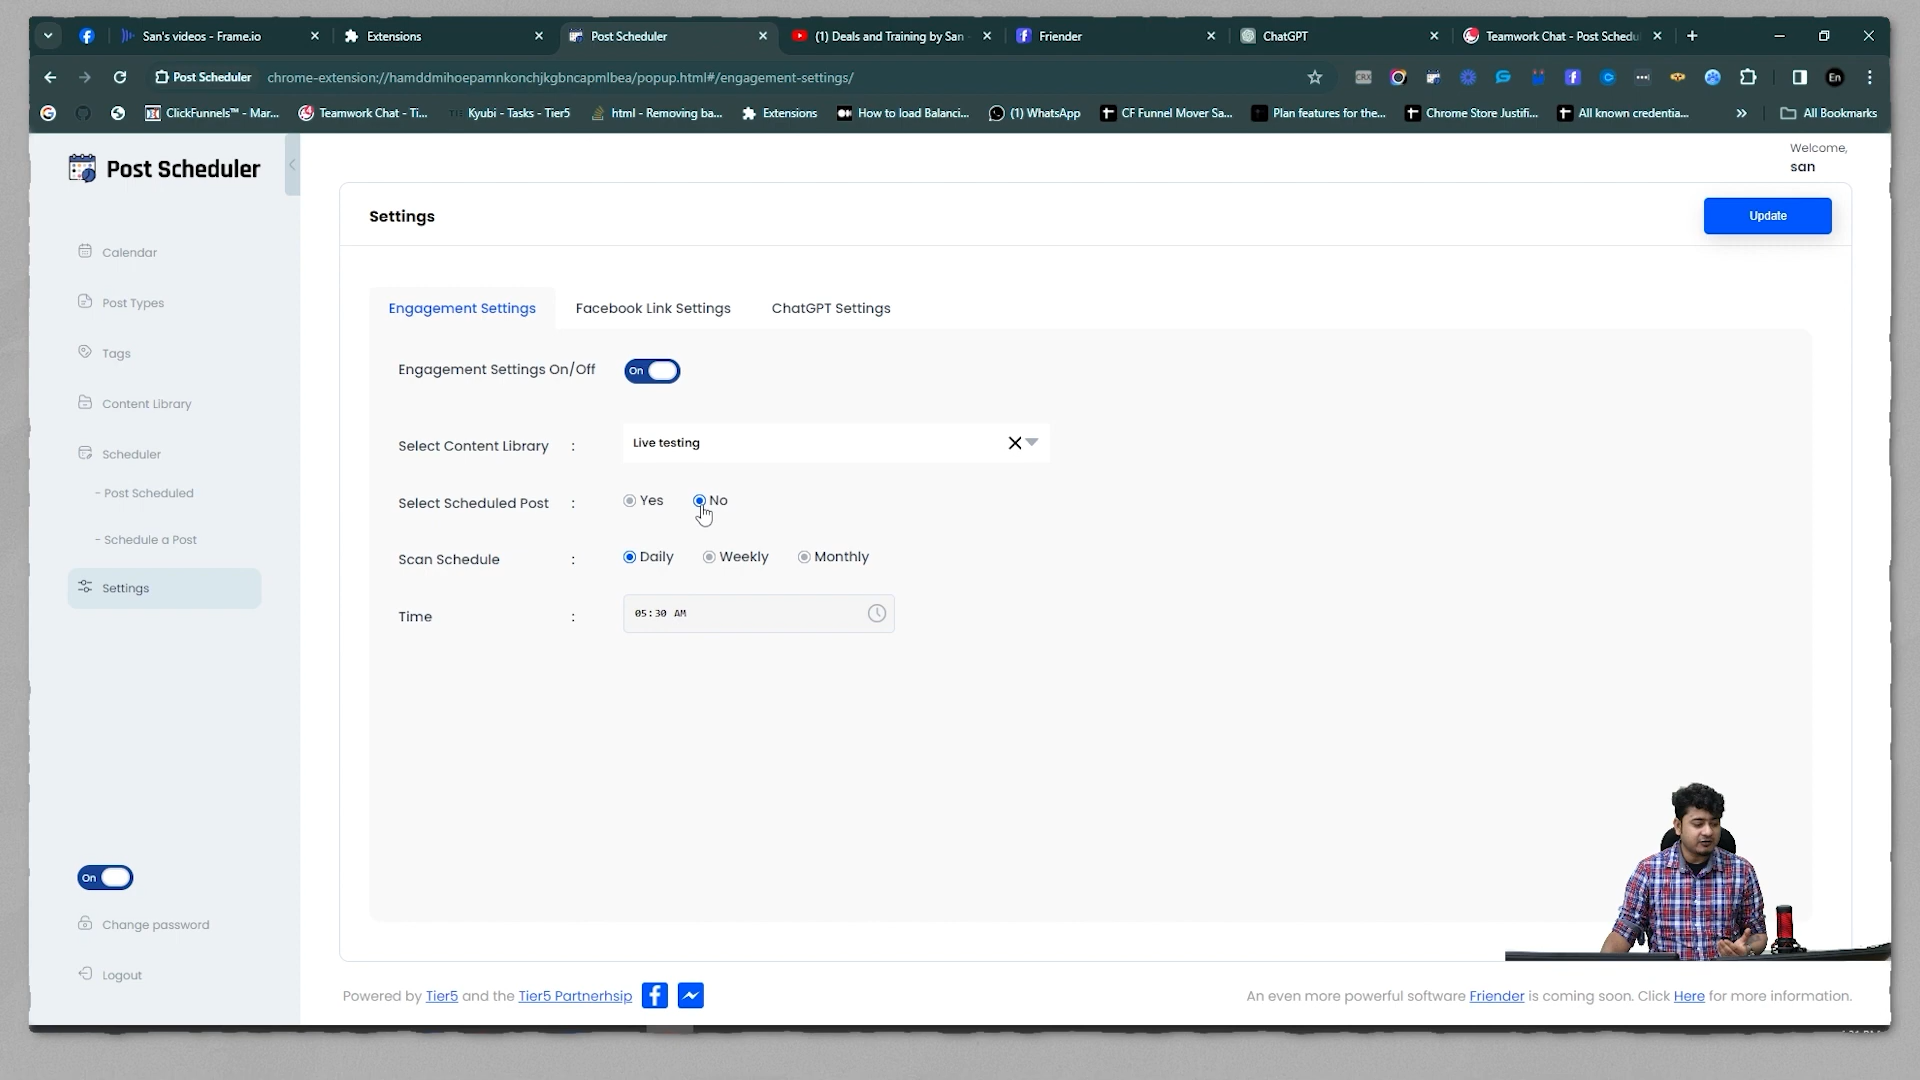 San's videos - Frame.io
Extensions
Post Scheduler
(1) Deals and Training by San
Friender
ChatGPT
Teamwork Chat - Post Schedu
Post Scheduler
chrome-extension://hamddmihoepamnkonchjkgbncapmlbea/popup.html#/engagement-settings/
CRX
En
ClickFunnels™ - Mar...
Teamwork Chat - Ti...
Kyubi - Tasks - Tier5
html - Removing ba...
Extensions
How to load Balanci...
(1) WhatsApp
CF Funnel Mover Sa...
Plan features for the...
Chrome Store Justifi...
All known credentia...
All Bookmarks
Post Scheduler
Welcome,
san
Settings
Update
Calendar
Post Types
Tags
Content Library
Scheduler
- Post Scheduled
- Schedule a Post
Settings
Engagement Settings
Facebook Link Settings
ChatGPT Settings
Engagement Settings On/Off
On
Select Content Library :
Live testing
Select Scheduled Post :
Yes
No
Scan Schedule :
Daily
Weekly
Monthly
Time :
05:30 AM
On
Change password
Logout
Powered by Tier5 and the Tier5 Partnerhsip
An even more powerful software Friender is coming soon. Click Here for more information.